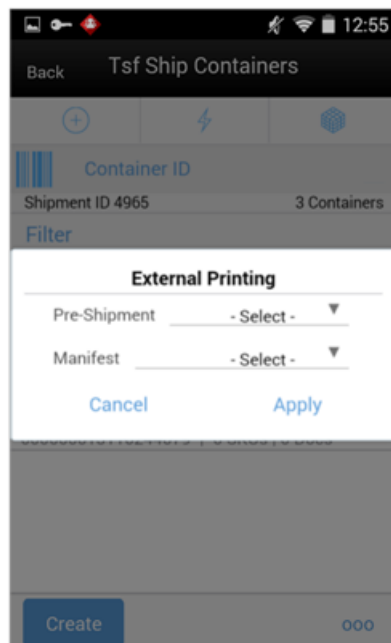 12:55
Back Tsf Ship Containers
Container ID
Shipment ID 4965 3 Containers
Filter
External Printing
Pre-Shipment - Select -
Manifest - Select -
Cancel Apply
Create ooo